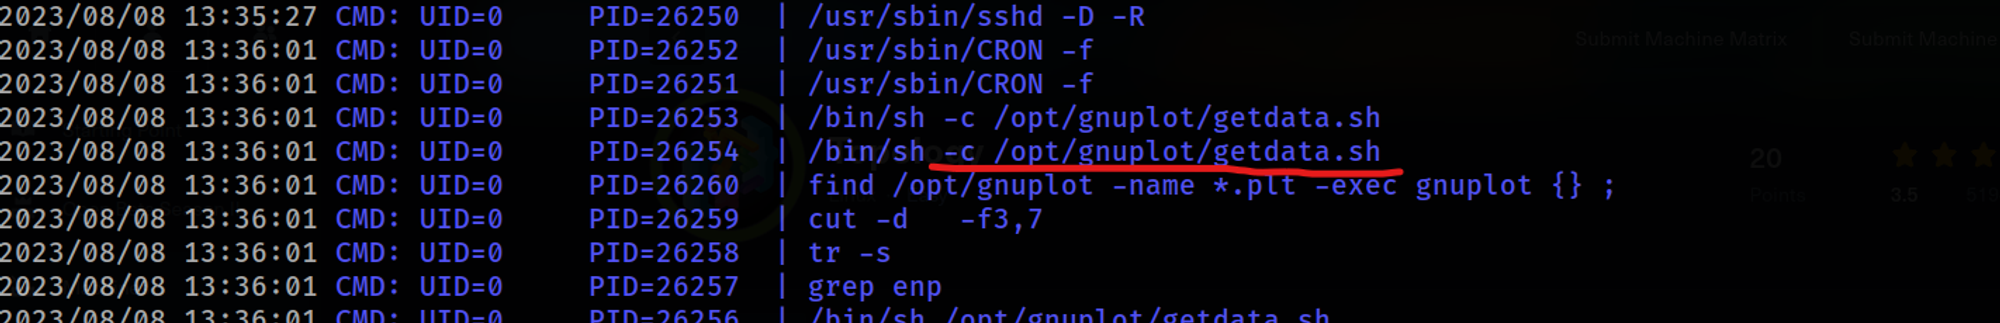 2023/08/08 13:35:27 CMD: UID=0     PID=26250  | /usr/sbin/sshd -D -R
2023/08/08 13:36:01 CMD: UID=0     PID=26252  | /usr/sbin/CRON -f
2023/08/08 13:36:01 CMD: UID=0     PID=26251  | /usr/sbin/CRON -f
2023/08/08 13:36:01 CMD: UID=0     PID=26253  | /bin/sh -c /opt/gnuplot/getdata.sh
2023/08/08 13:36:01 CMD: UID=0     PID=26254  | /bin/sh -c /opt/gnuplot/getdata.sh
2023/08/08 13:36:01 CMD: UID=0     PID=26260  | find /opt/gnuplot -name *.plt -exec gnuplot {} ;
2023/08/08 13:36:01 CMD: UID=0     PID=26259  | cut -d   -f3,7
2023/08/08 13:36:01 CMD: UID=0     PID=26258  | tr -s
2023/08/08 13:36:01 CMD: UID=0     PID=26257  | grep enp
2023/08/08 13:36:01 CMD: UID=0     PID=26256  | /bin/sh /opt/gnuplot/getdata.sh
Submit Machine Matrix
Submit Machine
20
Points
3.5